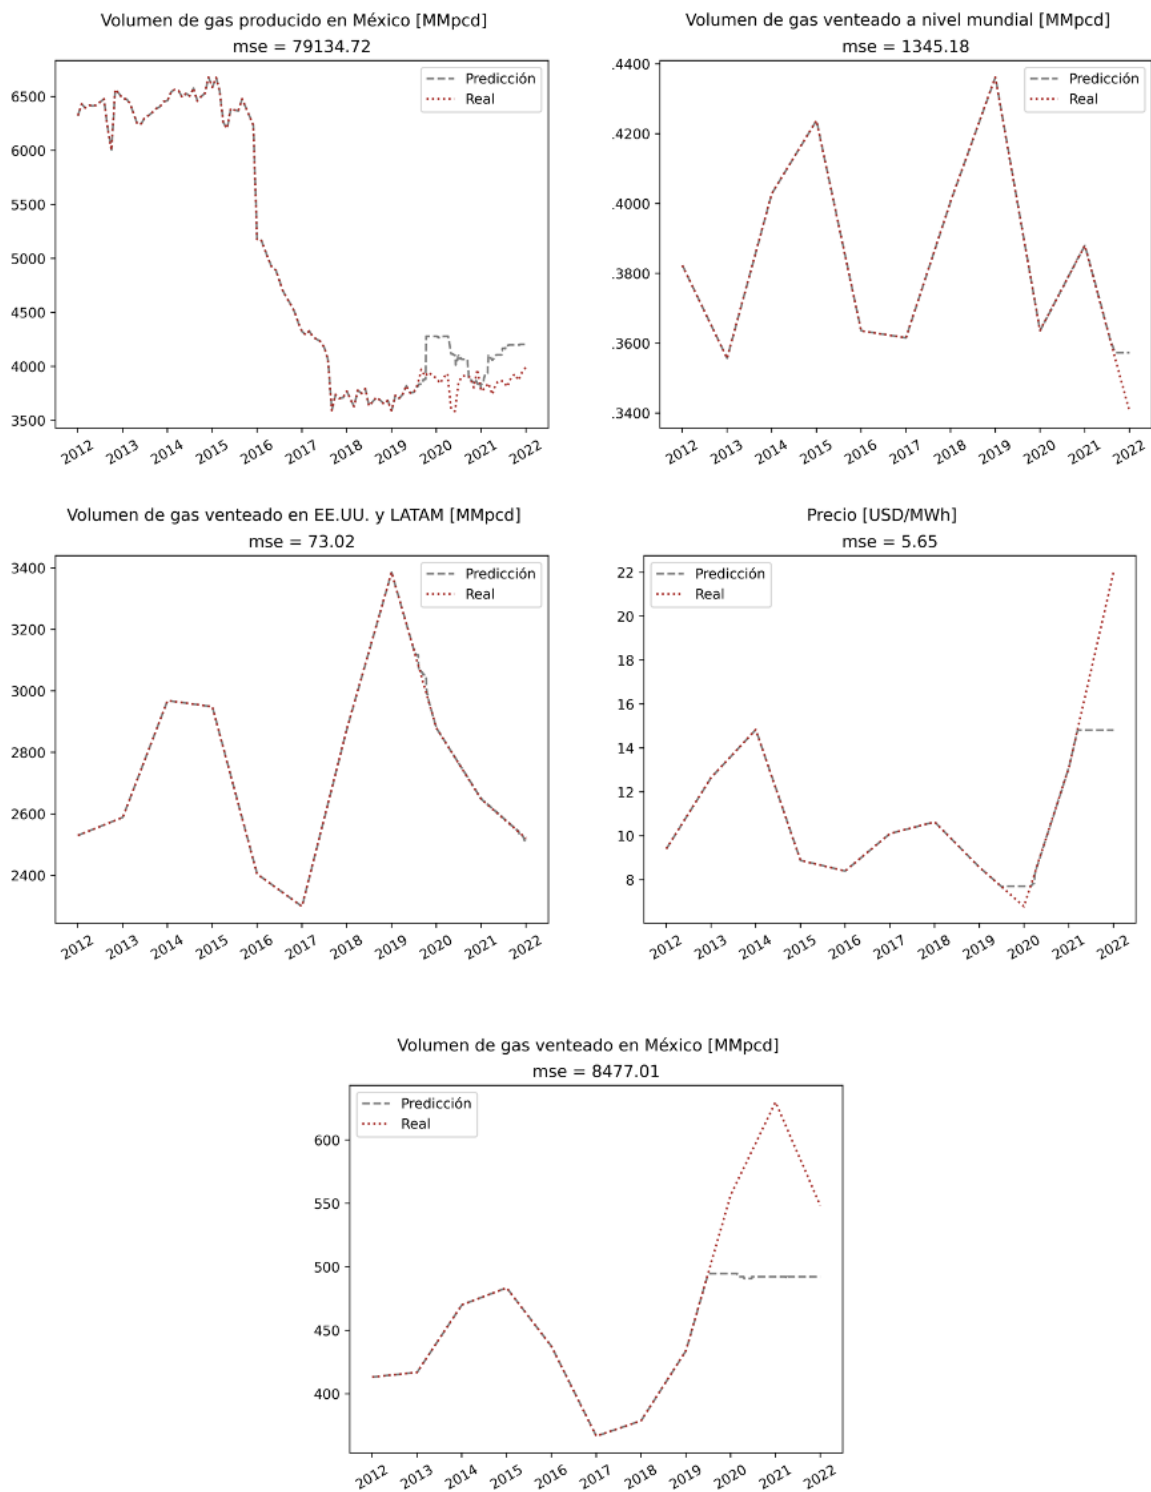 Volumen de gas producido en México [MMpcd]
mse = 79134.72
Predicción
Real
6500
6000
5500
5000
4500
4000
3500
2012 2013 2014 2015 2016 2017 2018 2019 2020 2021 2022
Volumen de gas venteado a nivel mundial [MMpcd]
mse = 1345.18
Predicción
Real
.4400
.4200
.4000
.3800
.3600
.3400
2012 2013 2014 2015 2016 2017 2018 2019 2020 2021 2022
Volumen de gas venteado en EE.UU. y LATAM [MMpcd]
mse = 73.02
Predicción
Real
3400
3200
3000
2800
2600
2400
2012 2013 2014 2015 2016 2017 2018 2019 2020 2021 2022
Precio [USD/MWh]
mse = 5.65
Predicción
Real
22
20
18
16
14
12
10
8
2012 2013 2014 2015 2016 2017 2018 2019 2020 2021 2022
Volumen de gas venteado en México [MMpcd]
mse = 8477.01
Predicción
Real
600
550
500
450
400
2012 2013 2014 2015 2016 2017 2018 2019 2020 2021 2022